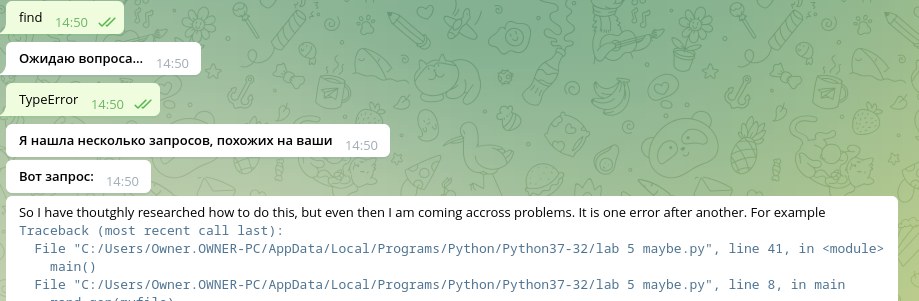 find 14:50
Ожидаю вопроса... 14:50
TypeError 14:50
Я нашла несколько запросов, похожих на ваши 14:50
Вот запрос: 14:50
So I have thoutghly researched how to do this, but even then I am coming accross problems. It is one error after another. For example
Traceback (most recent call last):
File "C:/Users/Owner.OWNER-PC/AppData/Local/Programs/Python/Python37-32/lab 5 maybe.py", line 41, in <module>
main()
File "C:/Users/Owner.OWNER-PC/AppData/Local/Programs/Python/Python37-32/lab 5 maybe.py", line 8, in main